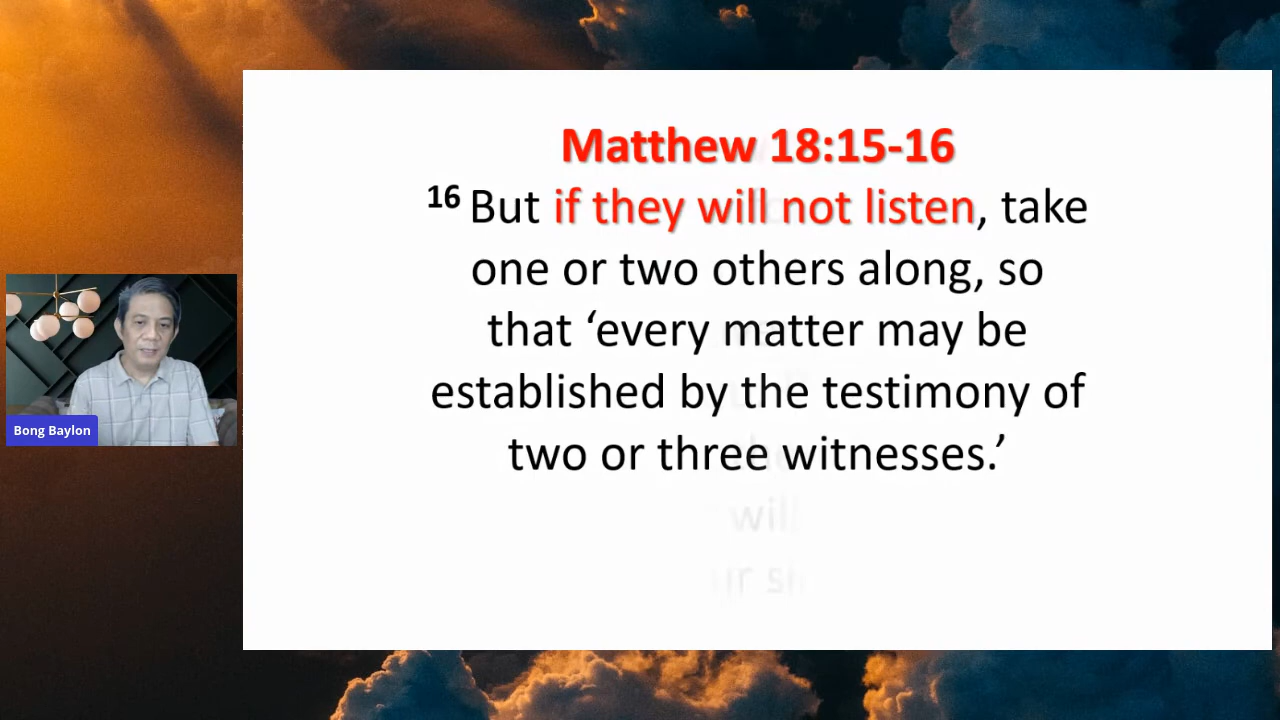 Matthew 18:15-16
16 But if they will not listen, take
one or two others along, so
that ‘every matter may be
established by the testimony of
two or three witnesses.’
will
Bong Baylon